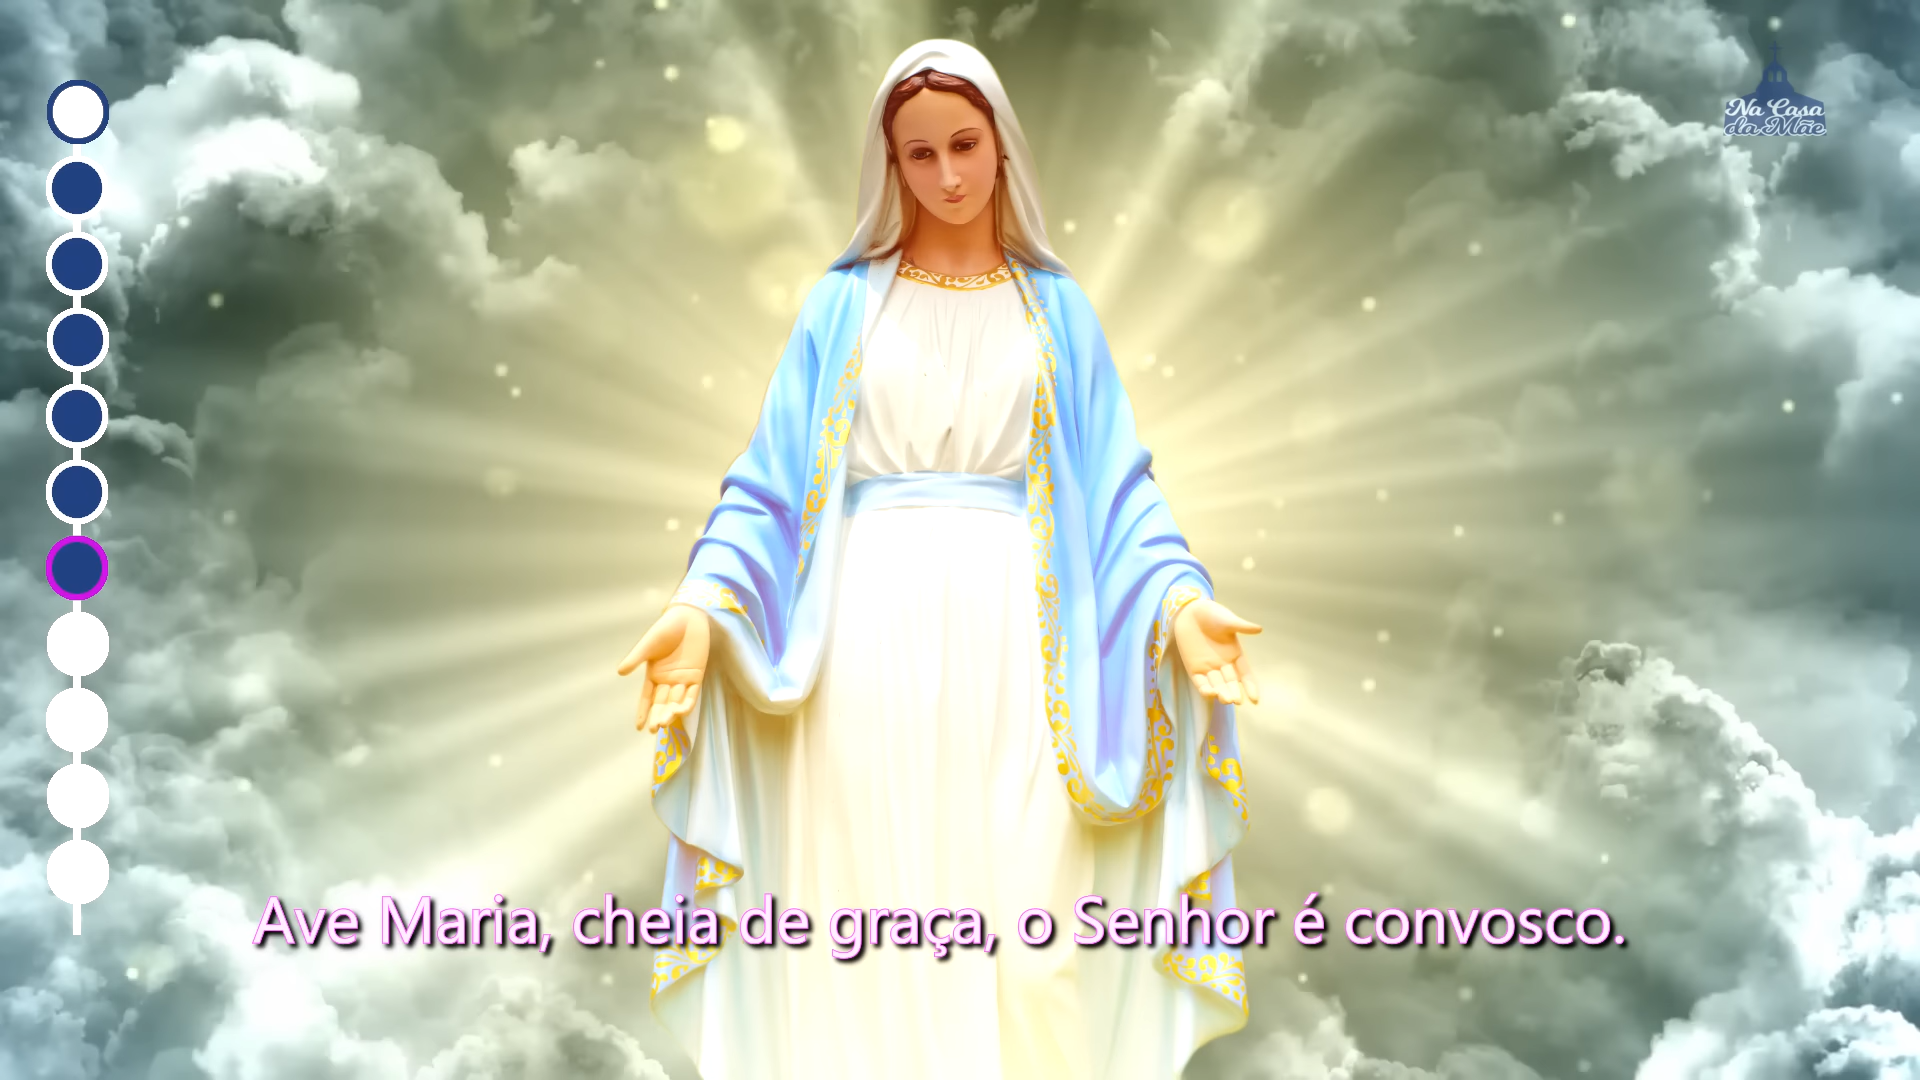 Na Casa
da Mãe
Ave Maria, cheia de graça, o Senhor é convosco.